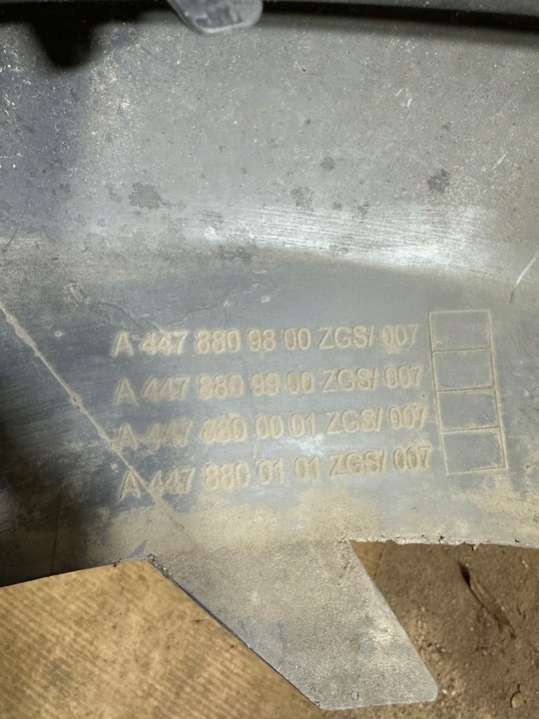 A 447 880 98 00 ZGS/ 007
A 447 880 99 00 ZGS/ 007
A 447 880 00 01 ZGS/ 007
A 447 880 01 01 ZGS/ 007